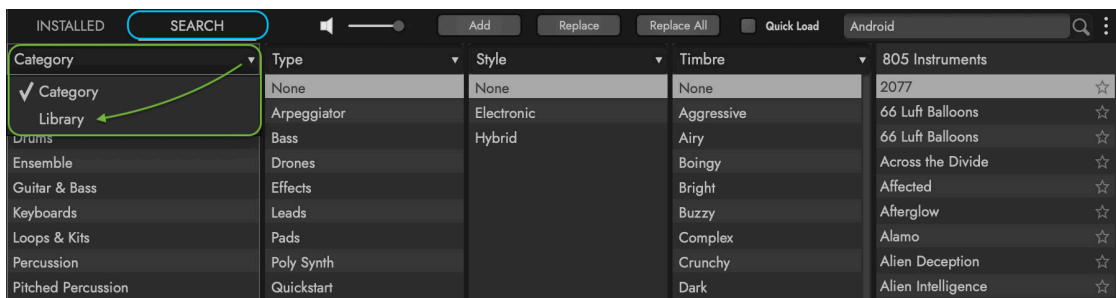 INSTALLED SEARCH Add Replace Replace All Quick Load Android
Category Type Style Timbre 805 Instruments
Category None None None 2077
Library Arpeggiator Electronic Aggressive 66 Luft Balloons
Drums Bass Hybrid Airy 66 Luft Balloons
Ensemble Drones Boingy Across the Divide
Guitar & Bass Effects Bright Affected
Keyboards Leads Buzzy Afterglow
Loops & Kits Pads Complex Alamo
Percussion Poly Synth Crunchy Alien Deception
Pitched Percussion Quickstart Dark Alien Intelligence